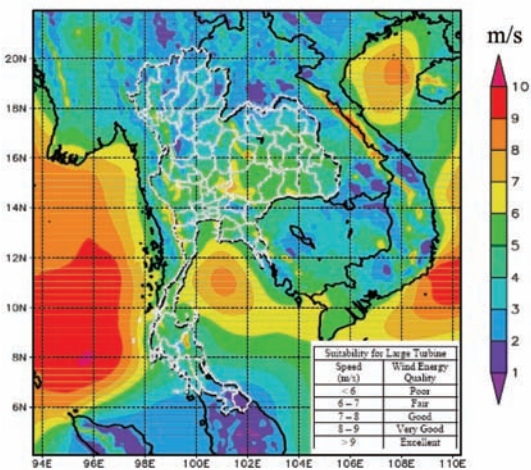 m/s
20N
18N
16N
14N
12N
10N
8N
6N
94E 96E 98E 100E 102E 104E 106E 108E 110E
10
9
8
7
6
5
4
3
2
1
Suitability for Large Turbine
Speed (m/s) Wind Energy Quality
< 6 Poor
6 – 7 Fair
7 – 8 Good
8 – 9 Very Good
> 9 Excellent